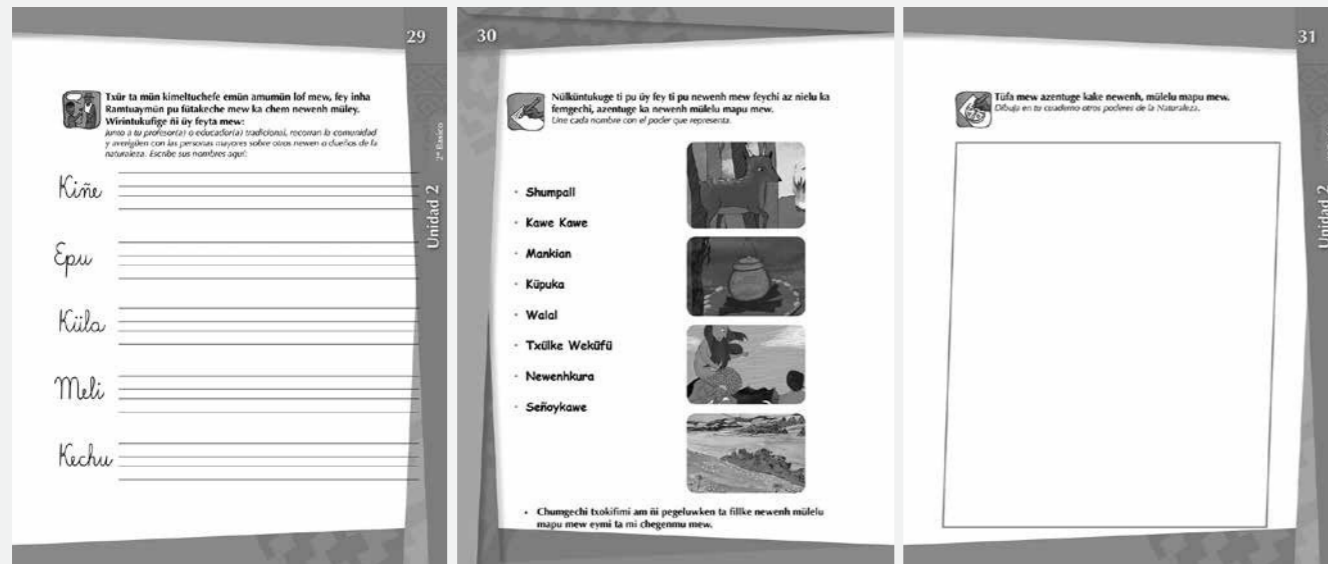 29
Txür ta mün kimeltuchefe emün amumün lof mew, fey inha
Ramtuaymün pu fütakeche mew ka chem newenh müley.
Wirintukufige ñi üy feyta mew:
Junto a tu profesor(a) o educador(a) tradicional, recorran la comunidad
y averigüen con las personas mayores sobre otros newen o dueños de la
naturaleza. Escribe sus nombres aquí:
Kiñe
Epu
Küla
Meli
Kechu
2º Básico
Unidad 2
30
Nülküntukuge ti pu üy fey ti pu newenh mew feychi az nielu ka
femgechi, azentuge ka newenh mülelu mapu mew.
Une cada nombre con el poder que representa.
· Shumpall
· Kawe Kawe
· Mankian
· Küpuka
· Walal
· Txülke Weküfü
· Newenhkura
· Señoykawe
• Chumgechi txokifimi am ñi pegeluwken ta fillke newenh mülelu
mapu mew eymi ta mi chegenmu mew.
31
Tüfa mew azentuge kake newenh, mülelu mapu mew.
Dibuja en tu cuaderno otros poderes de la Naturaleza.
Unidad 2